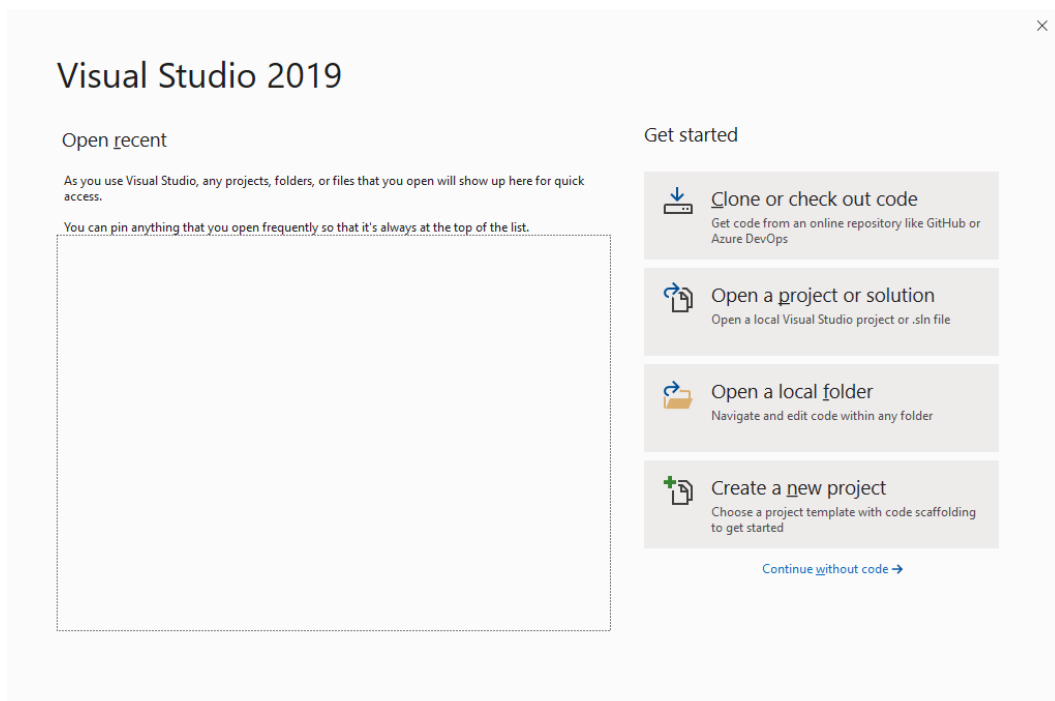 Visual Studio 2019
Open recent
As you use Visual Studio, any projects, folders, or files that you open will show up here for quick
access.
You can pin anything that you open frequently so that it's always at the top of the list.
Get started
Clone or check out code
Get code from an online repository like GitHub or
Azure DevOps
Open a project or solution
Open a local Visual Studio project or .sln file
Open a local folder
Navigate and edit code within any folder
Create a new project
Choose a project template with code scaffolding
to get started
Continue without code →